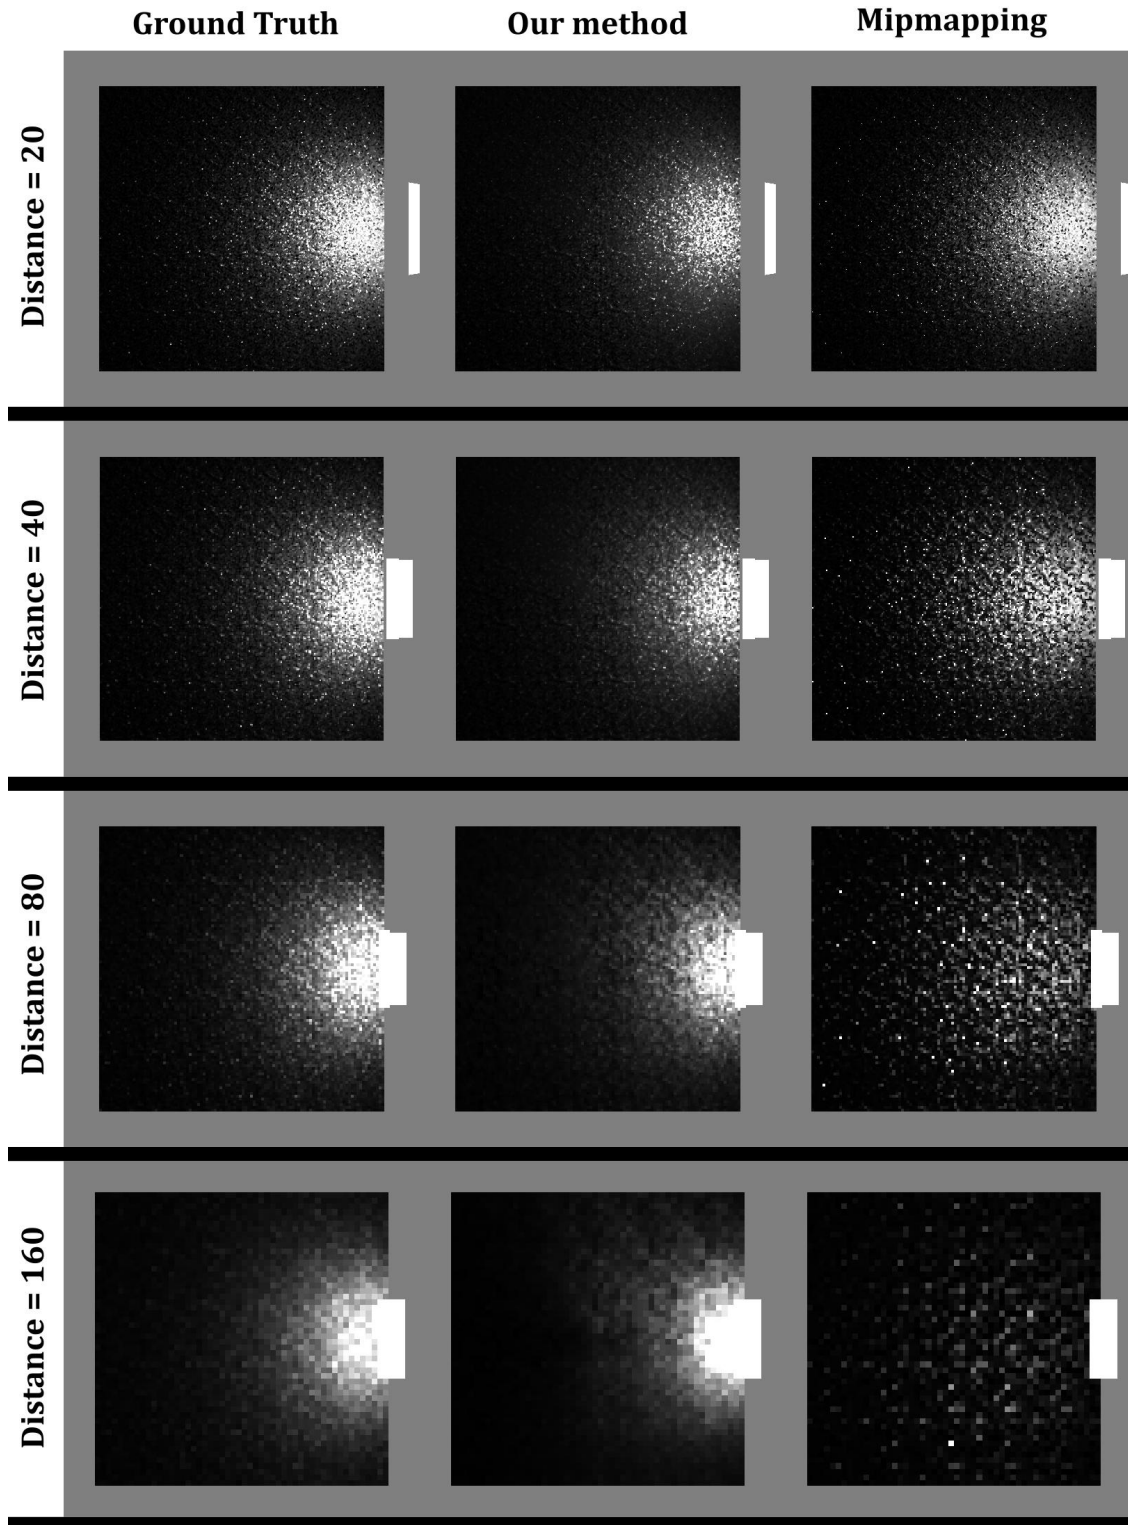 Ground Truth
Our method
Mipmapping
Distance = 20
Distance = 40
Distance = 80
Distance = 160